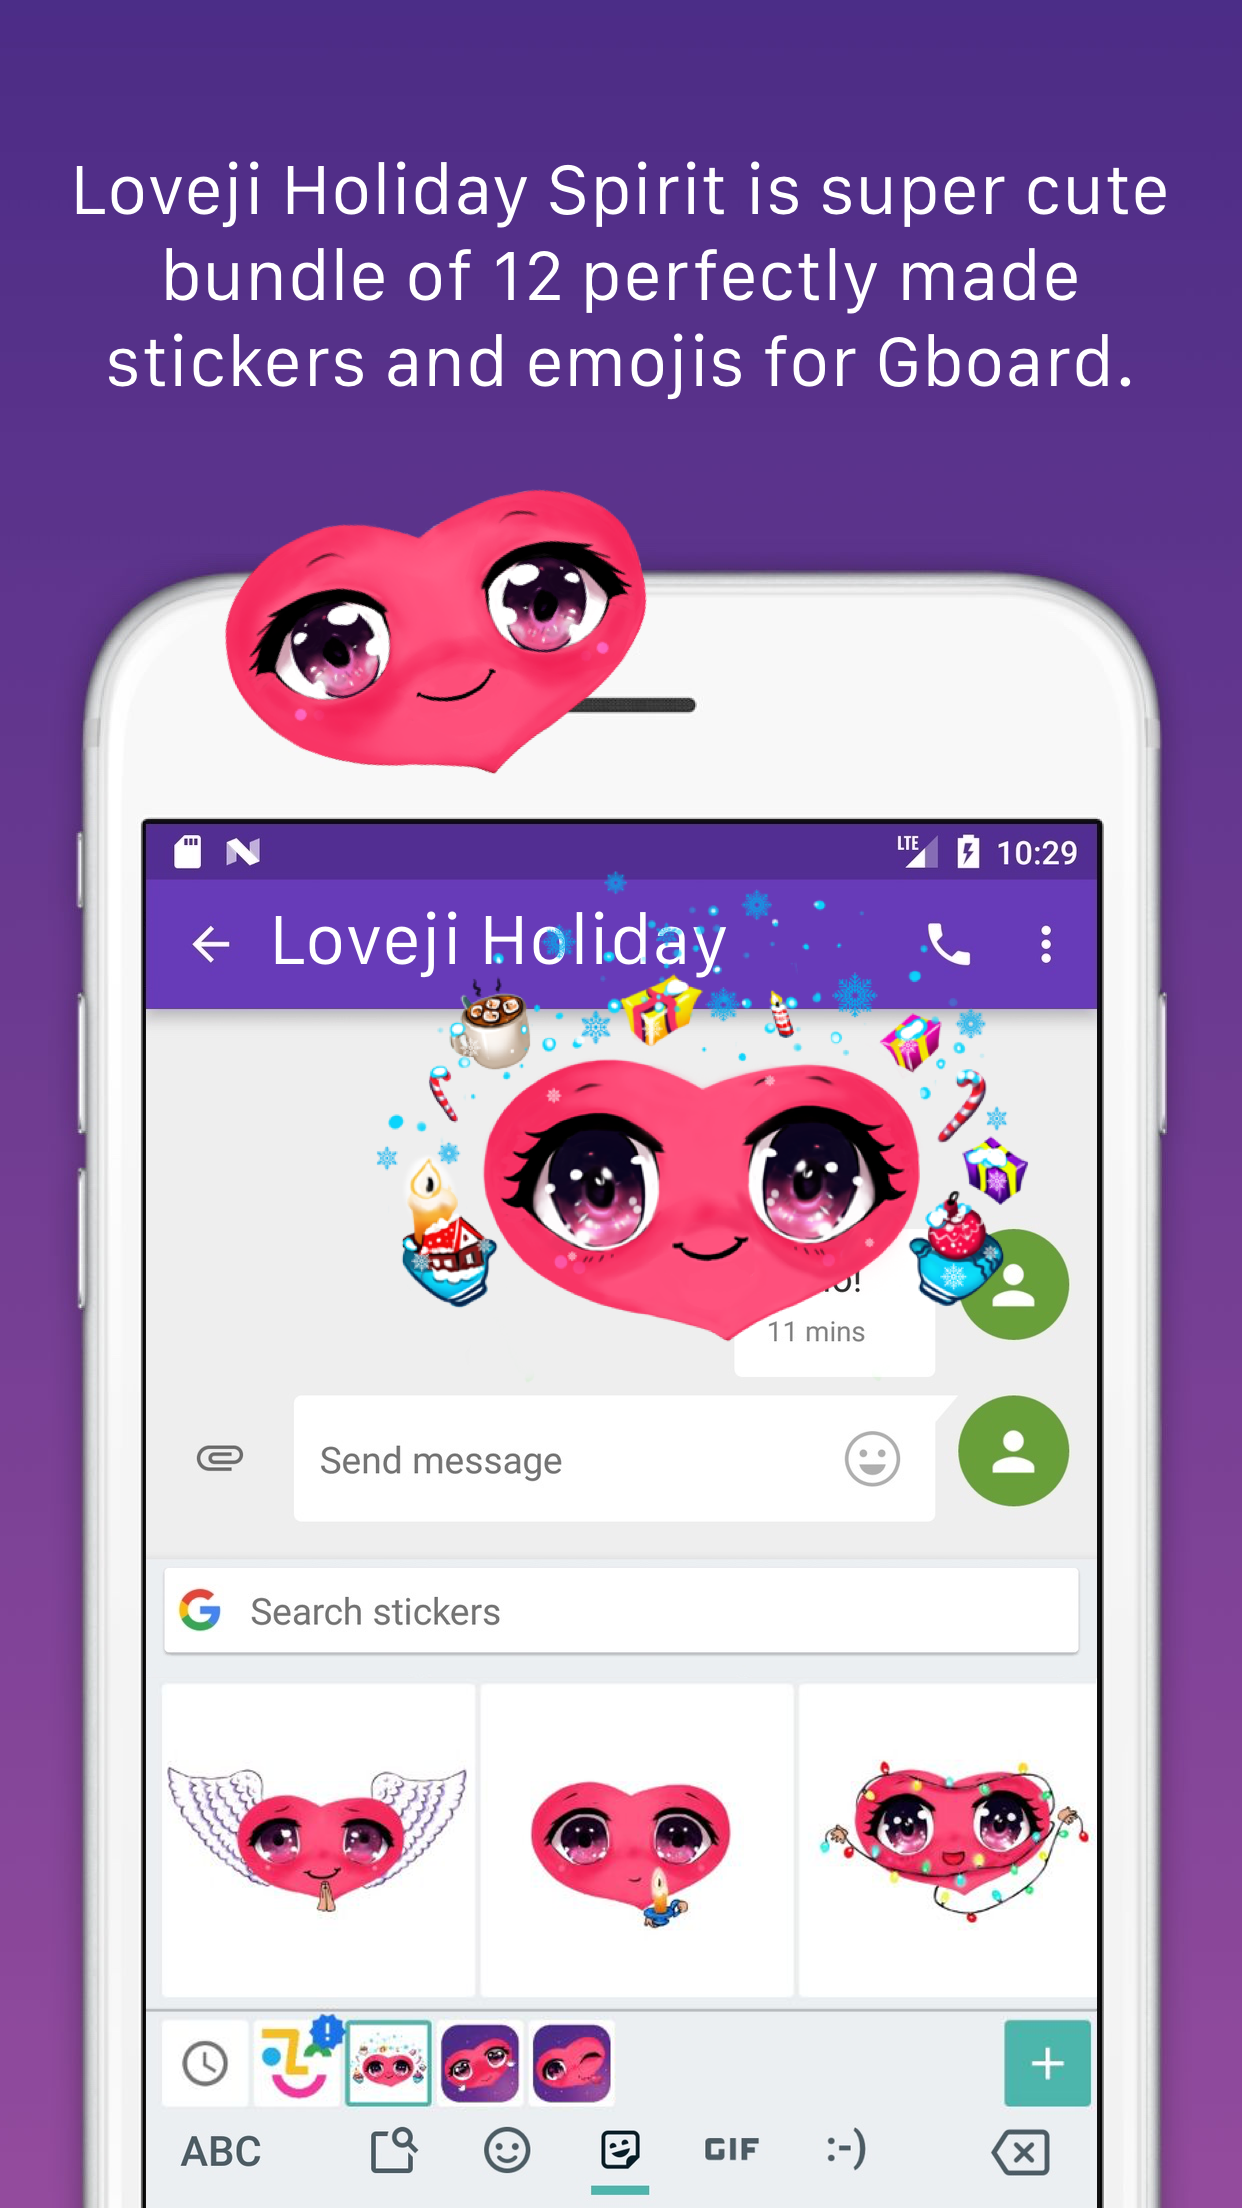 Loveji Holiday Spirit is super cute
bundle of 12 perfectly made
stickers and emojis for Gboard.
LTE 10:29
Loveji Holiday
11 mins
Send message
Search stickers
ABC GIF :-)